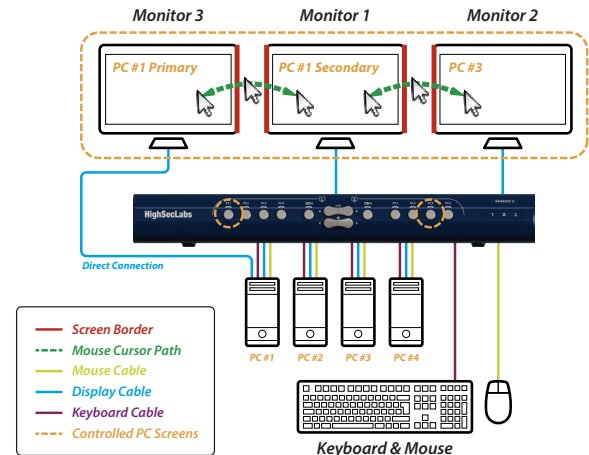 Monitor 3 Monitor 1 Monitor 2
PC #1 Primary PC #1 Secondary PC #3
HighSecLabs
Direct Connection
PC #1 PC #2 PC #3 PC #4
Screen Border
Mouse Cursor Path
Mouse Cable
Display Cable
Keyboard Cable
Controlled PC Screens
Keyboard & Mouse